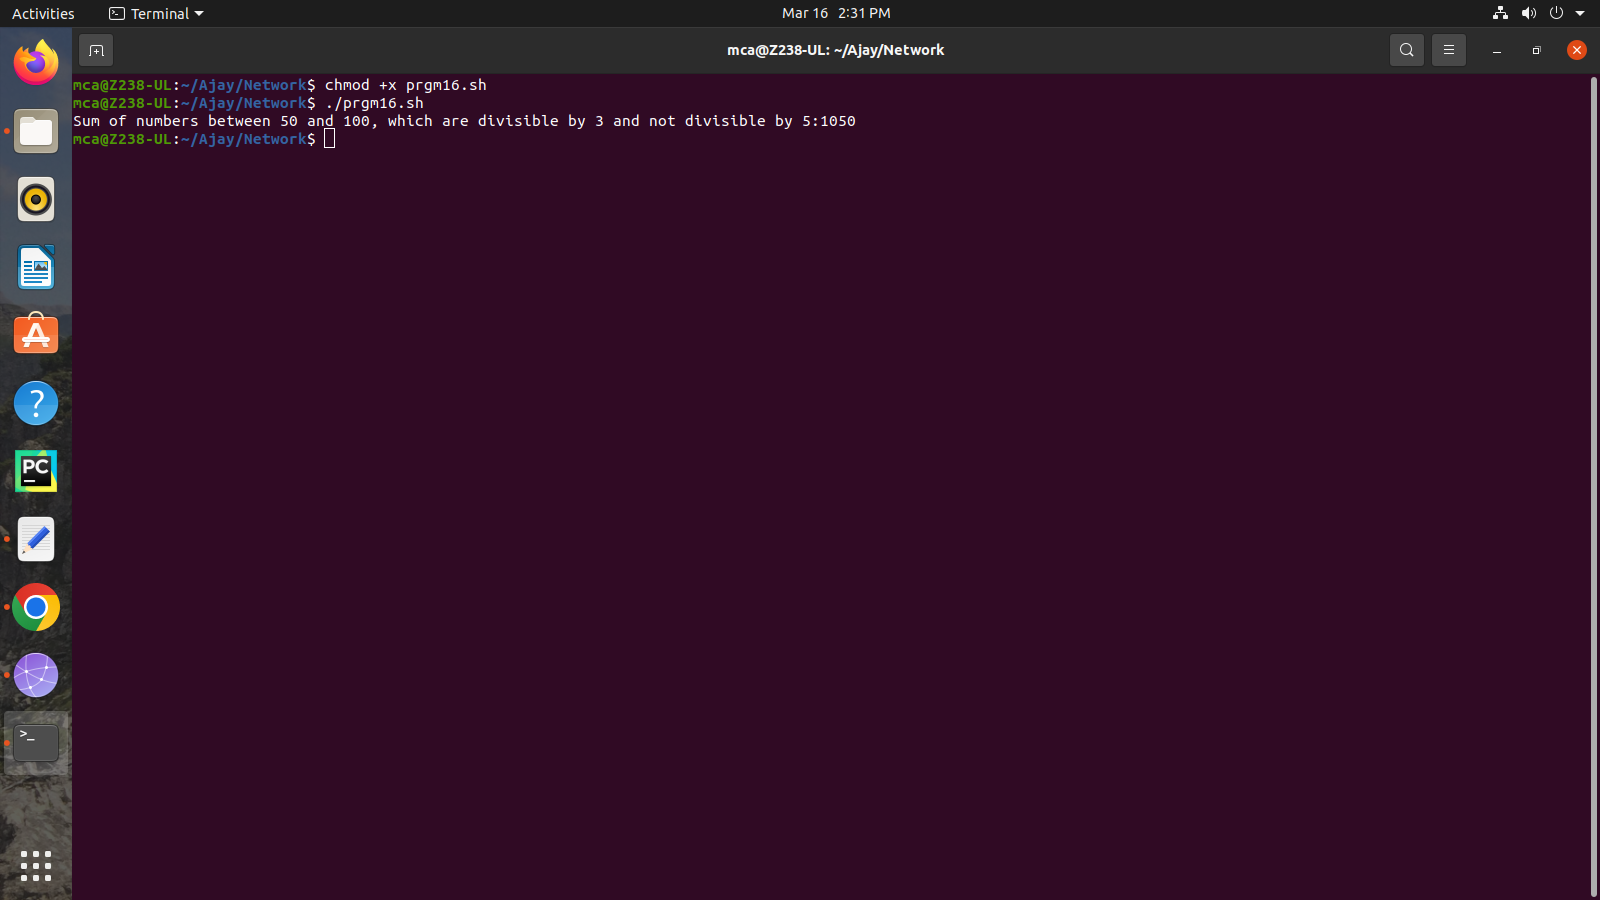 Activities
Terminal
Mar 16 2:31 PM
mca@Z238-UL: ~/Ajay/Network
mca@Z238-UL:~/Ajay/Network$ chmod +x prgm16.sh
mca@Z238-UL:~/Ajay/Network$ ./prgm16.sh
Sum of numbers between 50 and 100, which are divisible by 3 and not divisible by 5:1050
mca@Z238-UL:~/Ajay/Network$
?
PC
>_